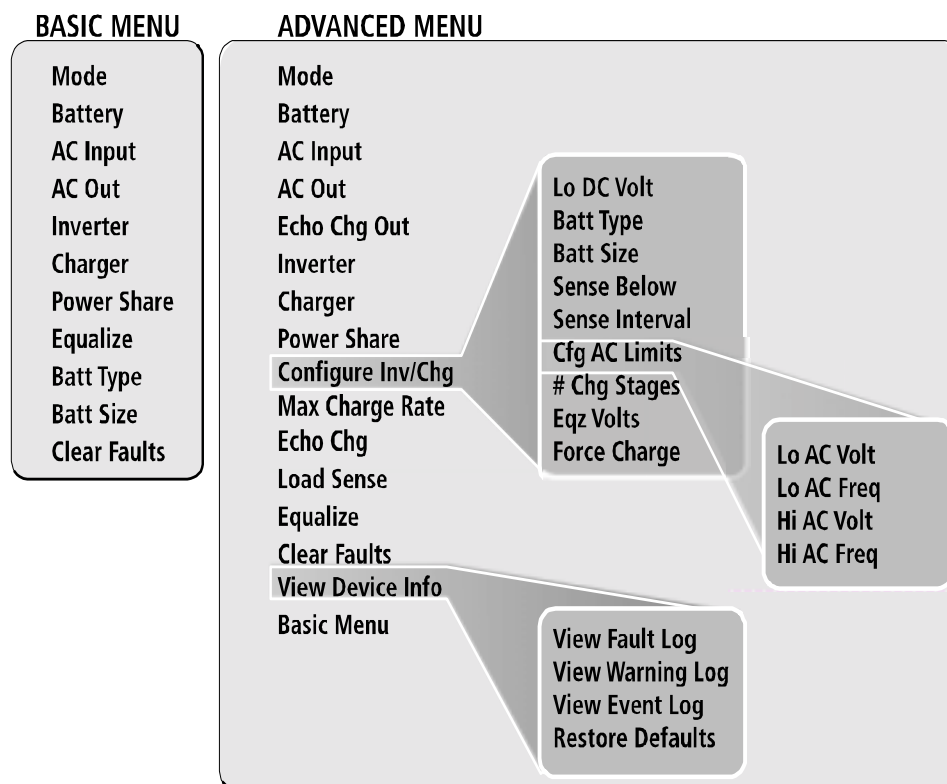 BASIC MENU
Mode
Battery
AC Input
AC Out
Inverter
Charger
Power Share
Equalize
Batt Type
Batt Size
Clear Faults
ADVANCED MENU
Mode
Battery
AC Input
AC Out
Echo Chg Out
Inverter
Charger
Power Share
Configure Inv/Chg
Max Charge Rate
Echo Chg
Load Sense
Equalize
Clear Faults
View Device Info
Basic Menu
Lo DC Volt
Batt Type
Batt Size
Sense Below
Sense Interval
Cfg AC Limits
# Chg Stages
Eqz Volts
Force Charge
Lo AC Volt
Lo AC Freq
Hi AC Volt
Hi AC Freq
View Fault Log
View Warning Log
View Event Log
Restore Defaults